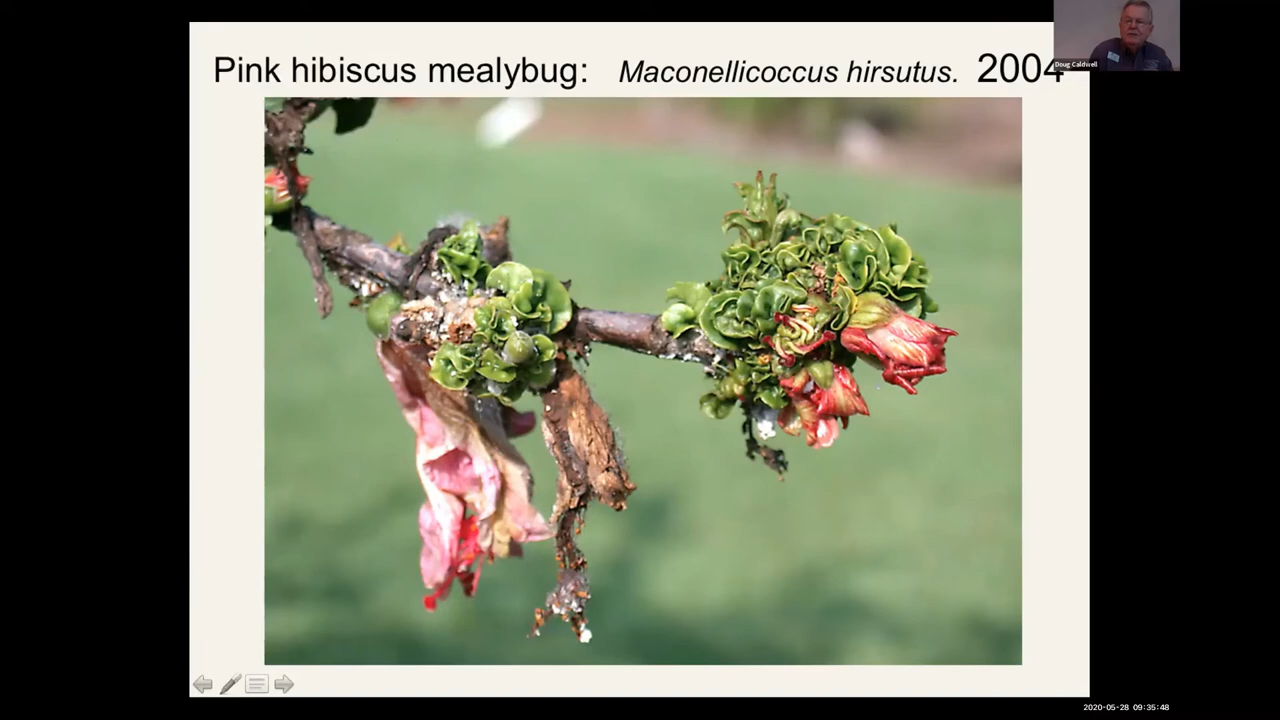 Pink hibiscus mealybug: Maconellicoccus hirsutus. 2004
Doug Caldwell
2020-05-28 09:35:48